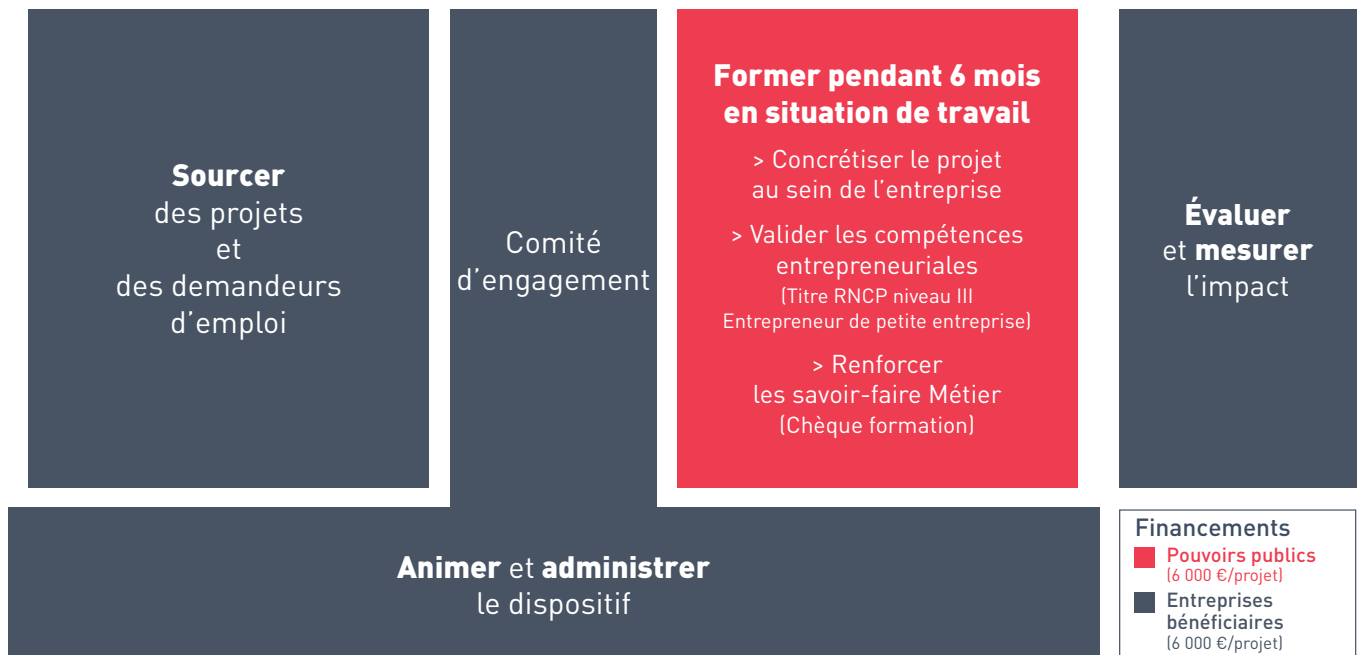 Sourcer
des projets
et
des demandeurs
d’emploi
Comité
d’engagement
Former pendant 6 mois
en situation de travail
> Concrétiser le projet
au sein de l’entreprise
> Valider les compétences
entrepreneuriales
(Titre RNCP niveau III
Entrepreneur de petite entreprise)
> Renforcer
les savoir-faire Métier
(Chèque formation)
Évaluer
et mesurer
l’impact
Animer et administrer
le dispositif
Financements
Pouvoirs publics
(6 000 €/projet)
Entreprises
bénéficiaires
(6 000 €/projet)